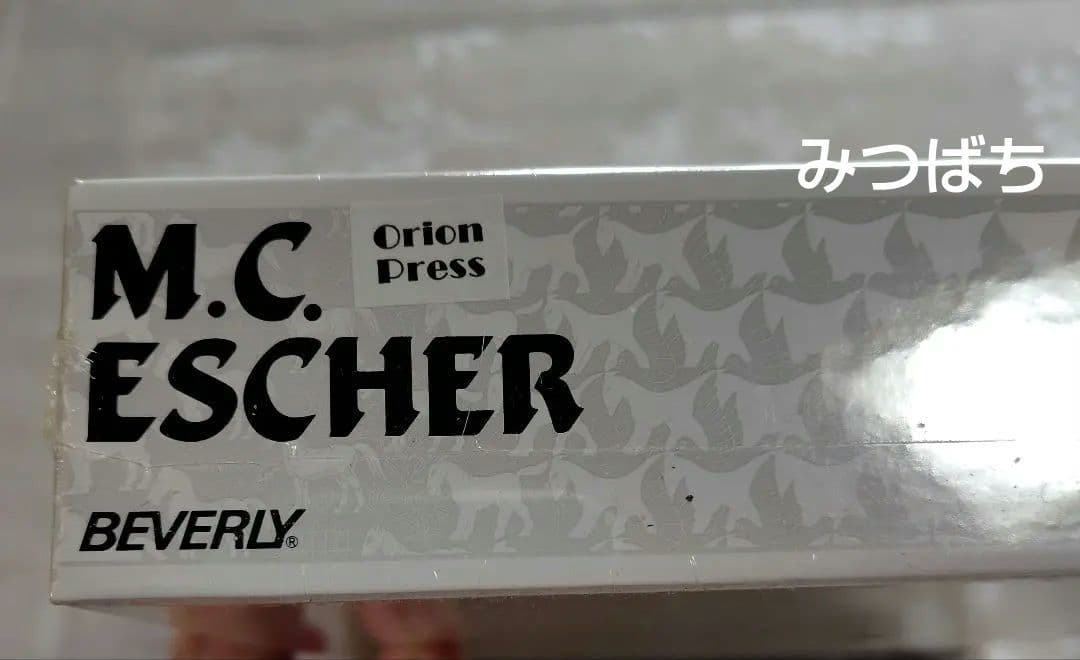 みつばち
M.C.
Orion
Press
ESCHER
BEVERLY®